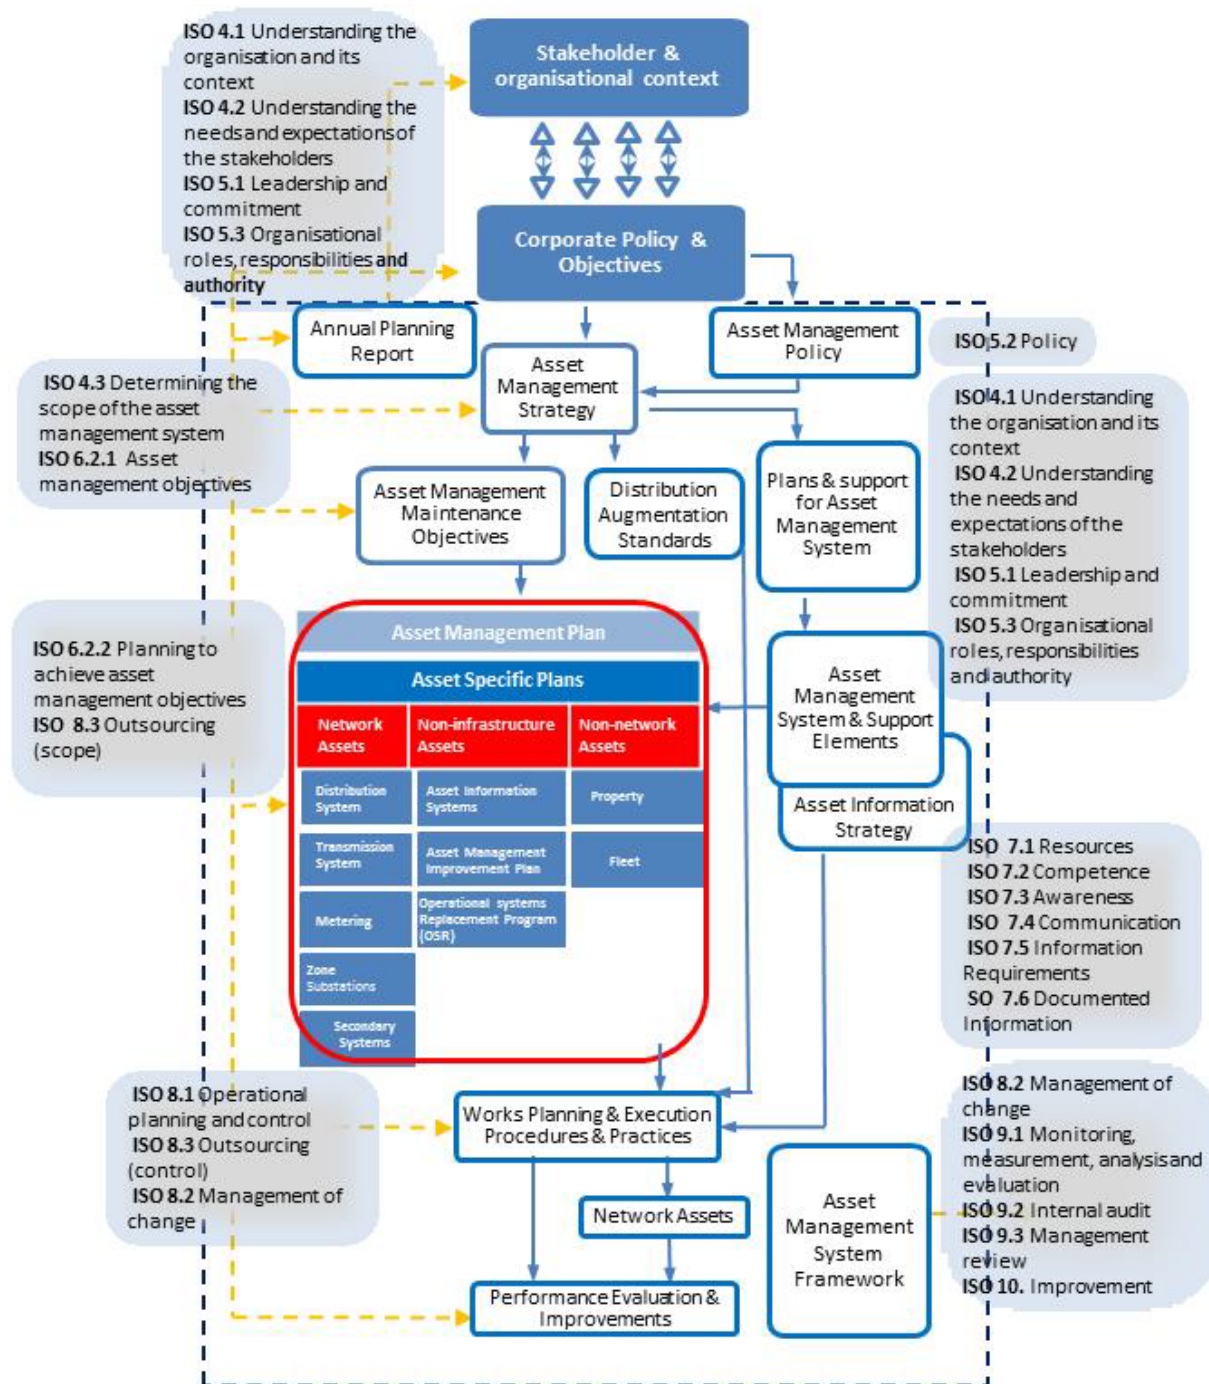 ISO 4.1 Understanding the
organisation and its
context
ISO 4.2 Understanding the
needs and expectations of
the stakeholders
ISO 5.1 Leadership and
commitment
ISO 5.3 Organisational
roles, responsibilities and
authority
Stakeholder &
organisational context
Corporate Policy &
Objectives
Annual Planning
Report
Asset Management
Policy
ISO 5.2 Policy
Asset
Management
Strategy
ISO 4.3 Determining the
scope of the asset
management system
ISO 6.2.1 Asset
management objectives
ISO 4.1 Understanding
the organisation and its
context
ISO 4.2 Understanding
the needs and
expectations of the
stakeholders
ISO 5.1 Leadership and
commitment
ISO 5.3 Organisational
roles, responsibilities
and authority
Asset Management
Maintenance
Objectives
Distribution
Augmentation
Standards
Plans & support
for Asset
Management
System
ISO 6.2.2 Planning to
achieve asset
management objectives
ISO 8.3 Outsourcing
(scope)
Asset Management Plan
Asset Specific Plans
Network
Assets
Non-infrastructure
Assets
Non-network
Assets
Distribution
System
Asset Information
Systems
Property
Transmission
System
Asset Management
Improvement Plan
Fleet
Metering
Operational systems
Replacement Program
(OSR)
Zone
Substations
Secondary
Systems
Asset
Management
System & Support
Elements
Asset Information
Strategy
ISO 7.1 Resources
ISO 7.2 Competence
ISO 7.3 Awareness
ISO 7.4 Communication
ISO 7.5 Information
Requirements
SO 7.6 Documented
Information
ISO 8.1 Operational
planning and control
ISO 8.3 Outsourcing
(control)
ISO 8.2 Management of
change
Works Planning & Execution
Procedures & Practices
Network Assets
Performance Evaluation &
Improvements
Asset
Management
System
Framework
ISO 8.2 Management of
change
ISO 9.1 Monitoring,
measurement, analysis and
evaluation
ISO 9.2 Internal audit
ISO 9.3 Management
review
ISO 10. Improvement